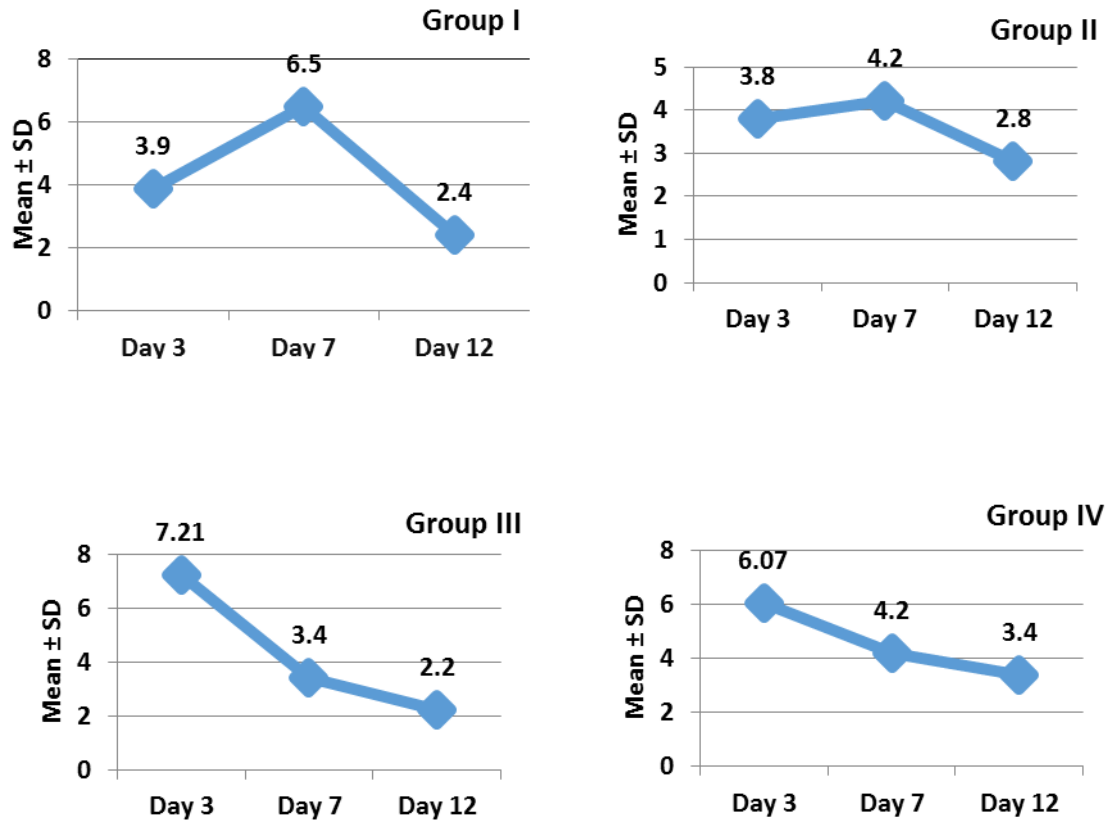 Group I
Mean ± SD
8
6
4
2
0
3.9
6.5
2.4
Day 3
Day 7
Day 12
Group II
Mean ± SD
5
4
3
2
1
0
3.8
4.2
2.8
Day 3
Day 7
Day 12
Group III
Mean ± SD
8
6
4
2
0
7.21
3.4
2.2
Day 3
Day 7
Day 12
Group IV
Mean ± SD
8
6
4
2
0
6.07
4.2
3.4
Day 3
Day 7
Day 12